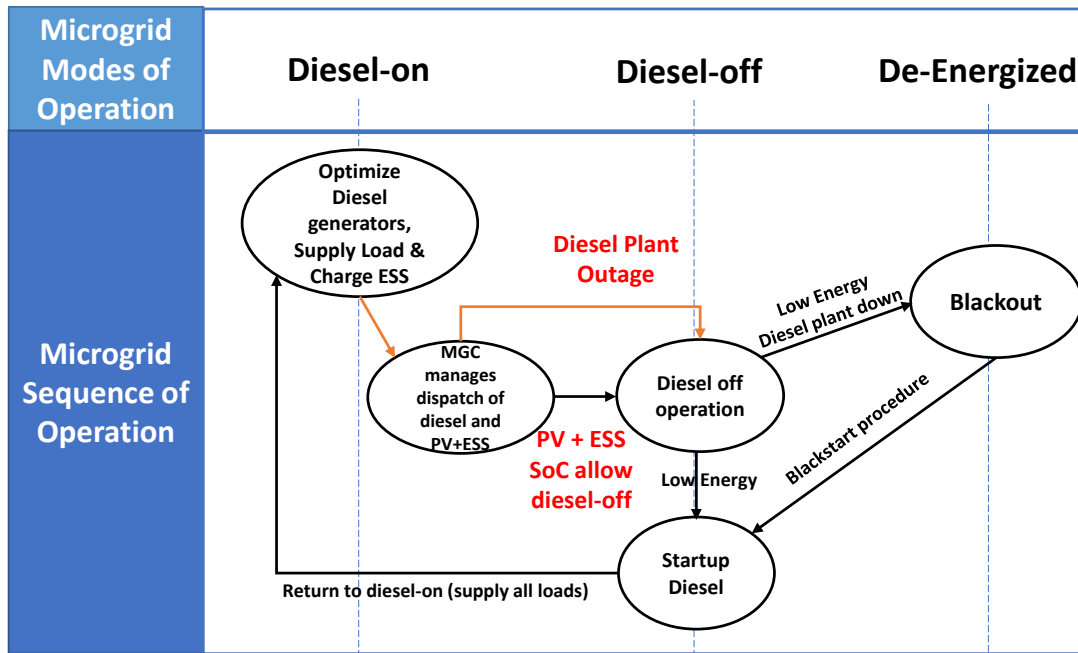 Microgrid
Modes of
Operation
Diesel-on
Diesel-off
De-Energized
Microgrid
Sequence of
Operation
Optimize
Diesel
generators,
Supply Load &
Charge ESS
Diesel Plant
Outage
Low Energy
Diesel plant down
Blackout
MGC
manages
dispatch of
diesel and
PV+ESS
Diesel off
operation
PV + ESS
SoC allow
diesel-off
Low Energy
Blackstart procedure
Startup
Diesel
Return to diesel-on (supply all loads)